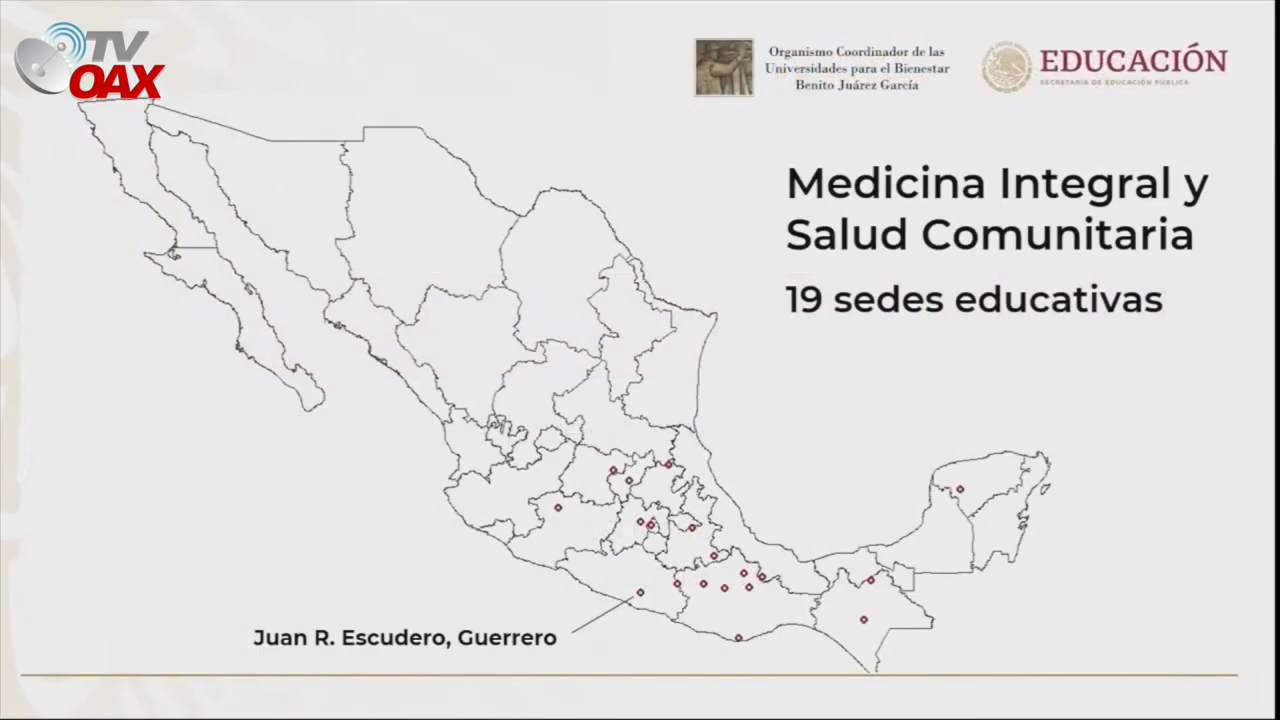 TV
OAX
Organismo Coordinador de las
Universidades para el Bienestar
Benito Juárez García
EDUCACIÓN
SECRETARÍA DE EDUCACIÓN PÚBLICA
Medicina Integral y
Salud Comunitaria
19 sedes educativas
Juan R. Escudero, Guerrero